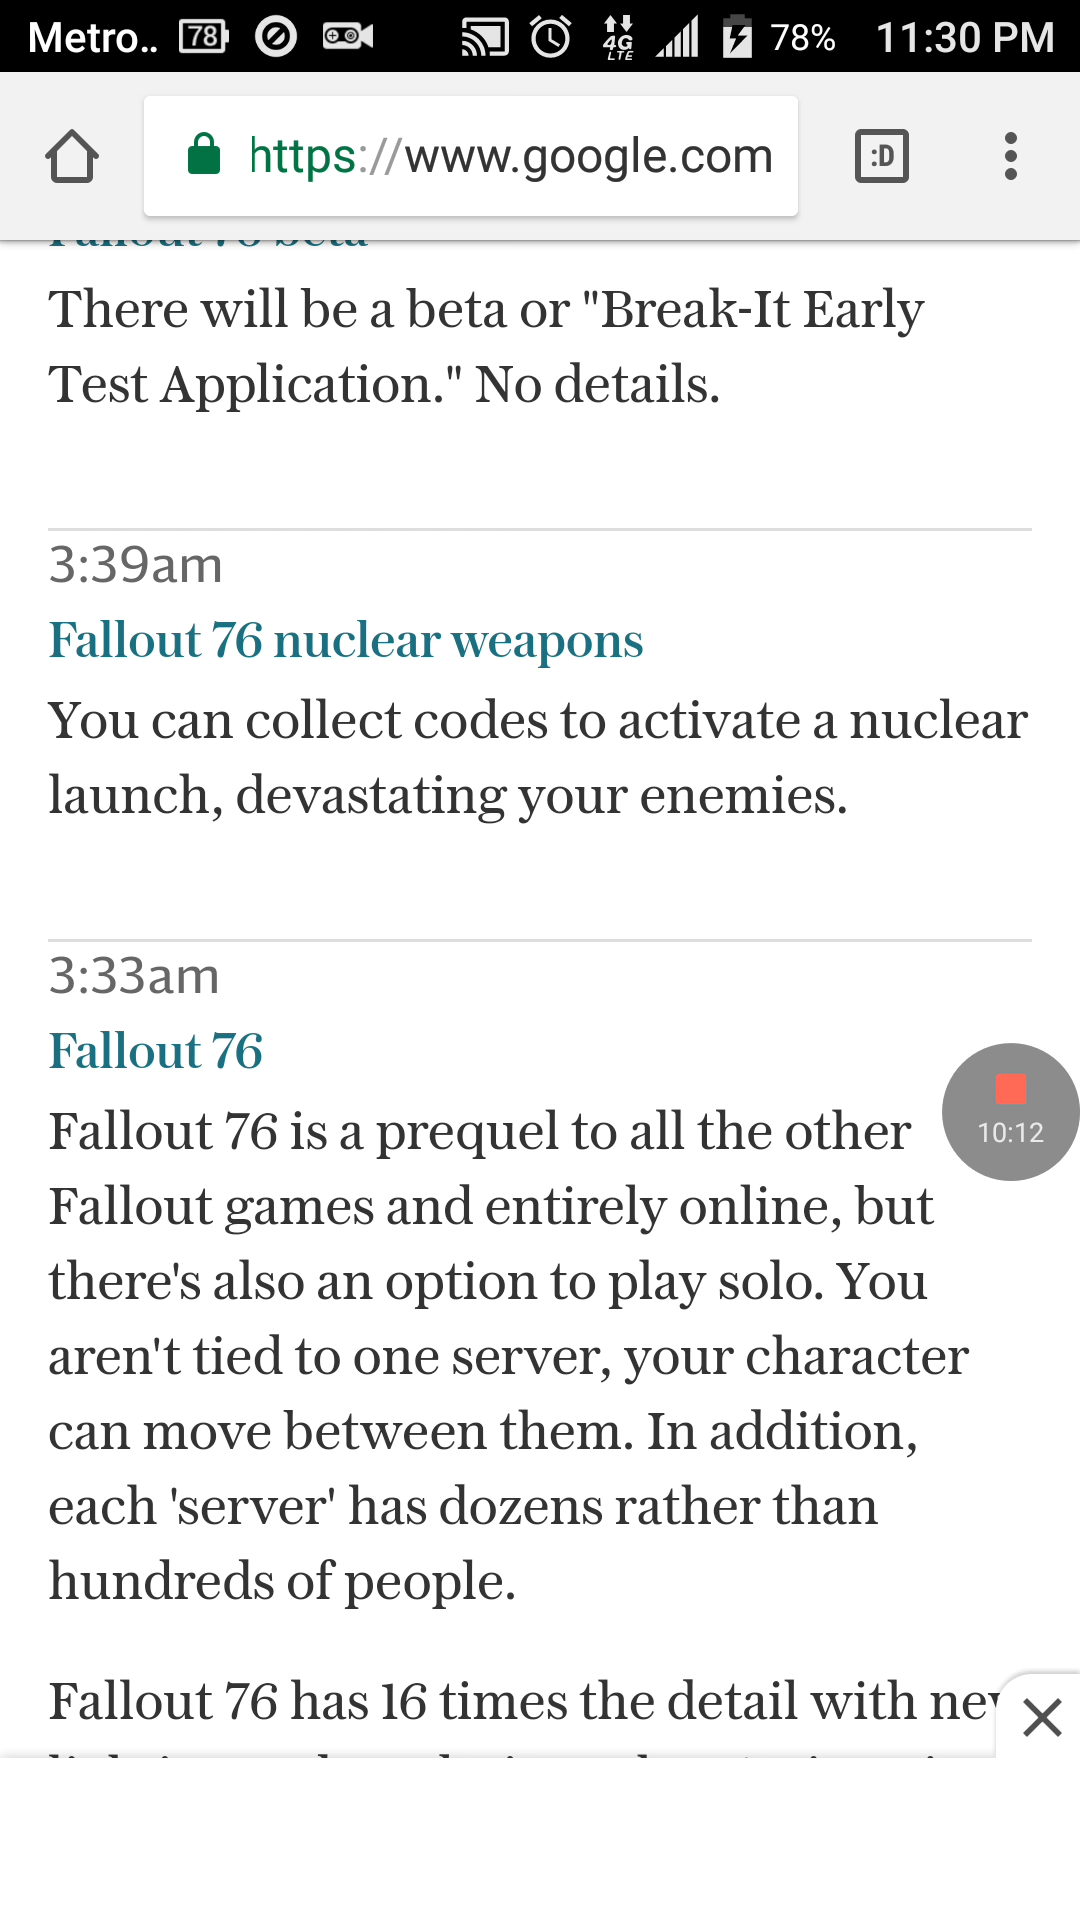 Metro.. 78 4G LTE 78% 11:30 PM
https://www.google.com :D
Fallout 76 beta
There will be a beta or "Break-It Early
Test Application." No details.
3:39am
Fallout 76 nuclear weapons
You can collect codes to activate a nuclear
launch, devastating your enemies.
3:33am
Fallout 76
10:12
Fallout 76 is a prequel to all the other
Fallout games and entirely online, but
there's also an option to play solo. You
aren't tied to one server, your character
can move between them. In addition,
each 'server' has dozens rather than
hundreds of people.
Fallout 76 has 16 times the detail with